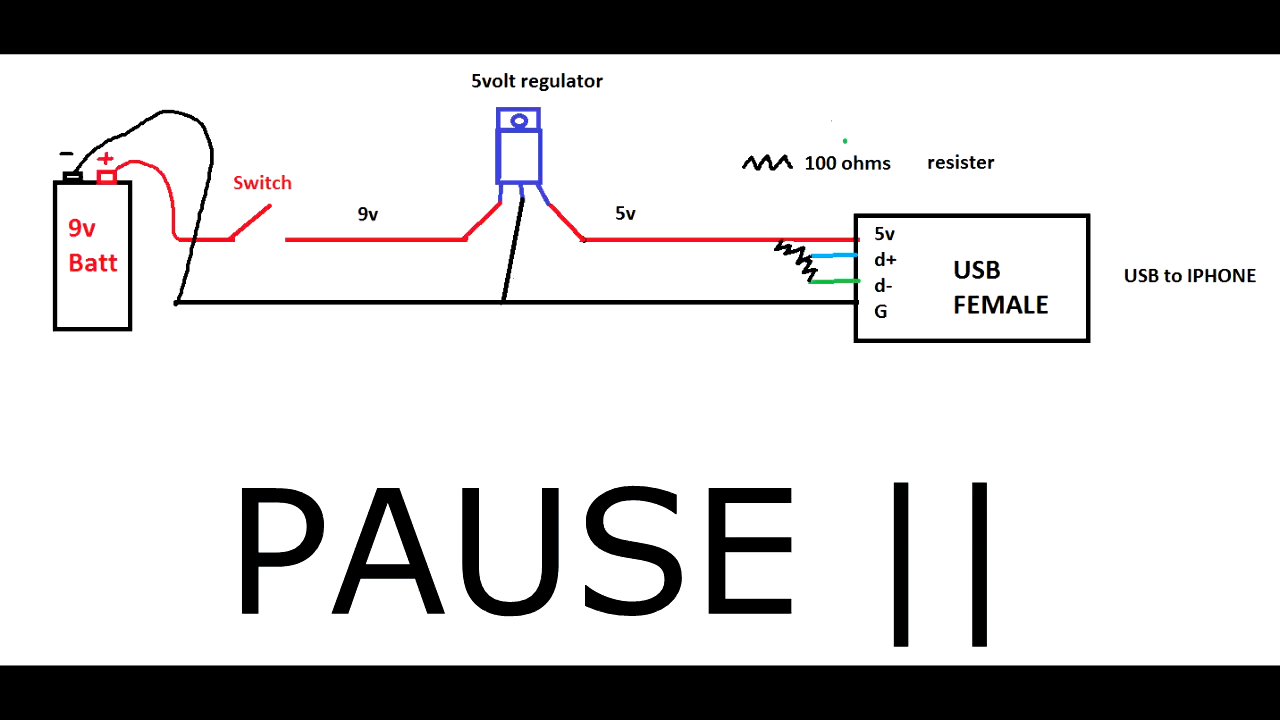 5volt regulator
100 ohms resister
Switch
9v
5v
− +
9v
Batt
5v
d+
d-
G
USB
FEMALE
USB to IPHONE
PAUSE ||